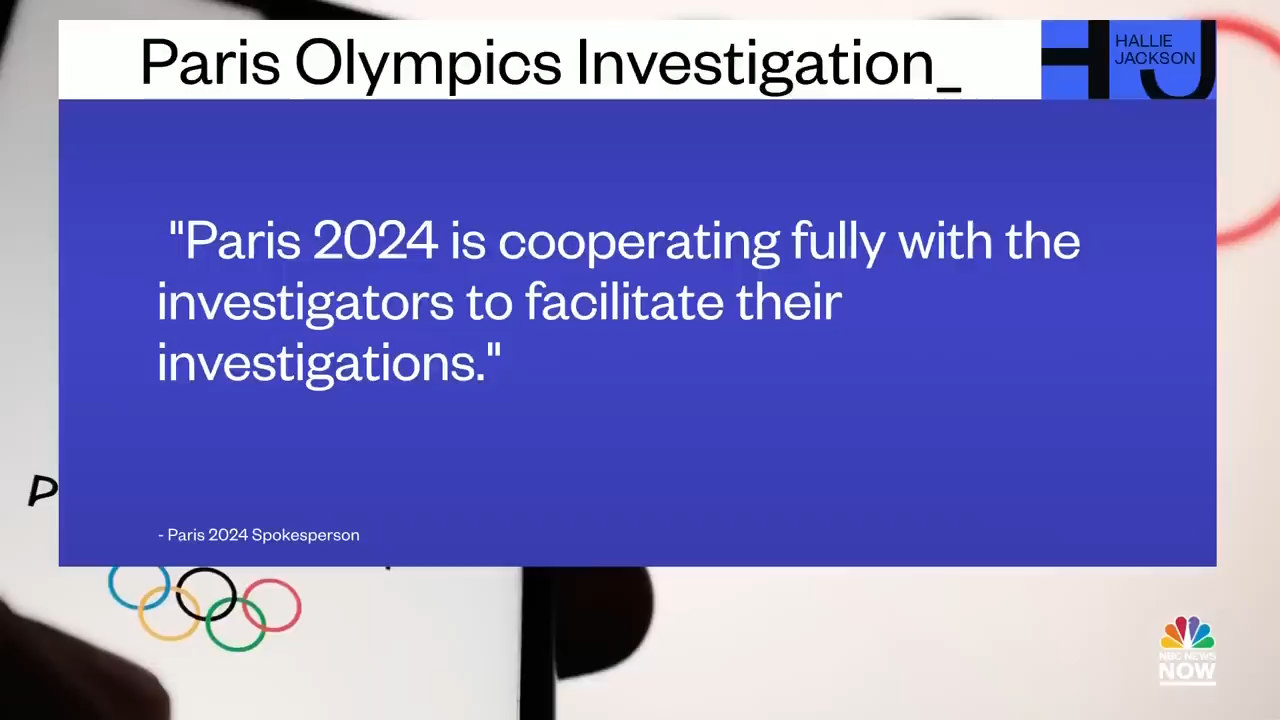 Paris Olympics Investigation_
HALLIE
JACKSON
"Paris 2024 is cooperating fully with the
investigators to facilitate their
investigations."
- Paris 2024 Spokesperson
P
NBC NEWS
NOW